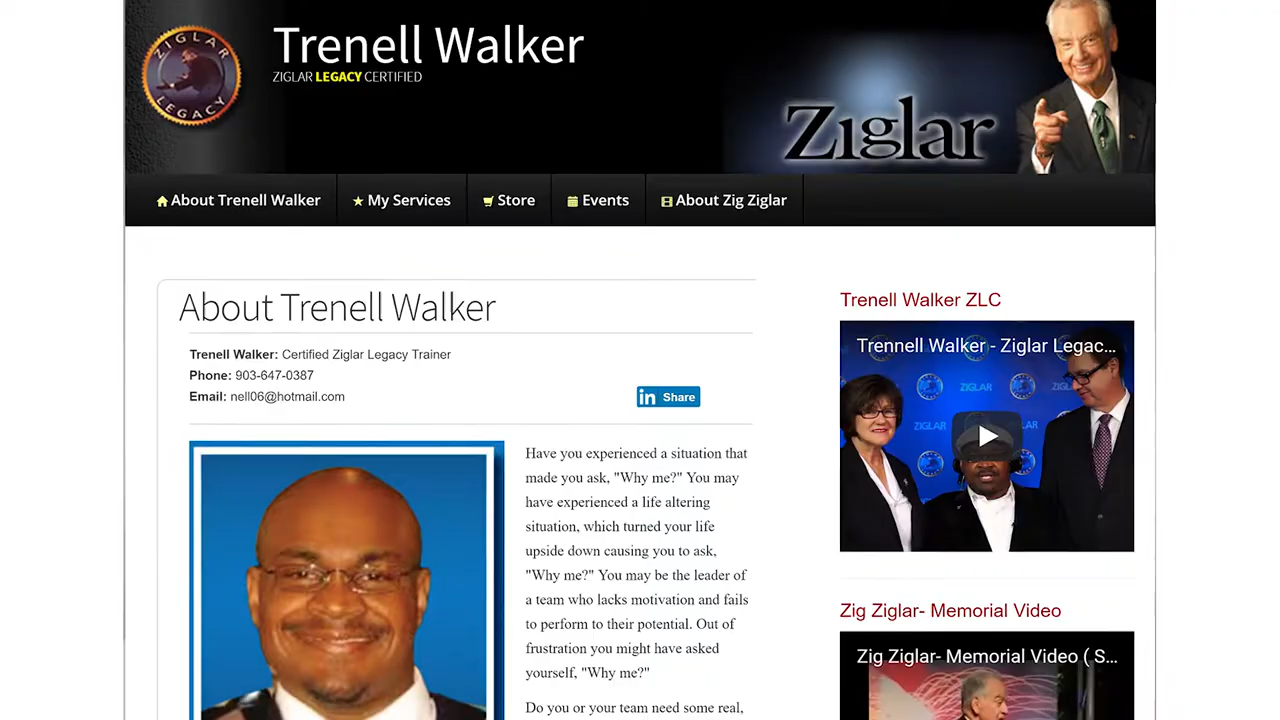 ZIGLAR
LEGACY
Trenell Walker
ZIGLAR LEGACY CERTIFIED
Ziglar
About Trenell Walker
My Services
Store
Events
About Zig Ziglar
About Trenell Walker
Trenell Walker: Certified Ziglar Legacy Trainer
Phone: 903-647-0387
Email: nell06@hotmail.com
in Share
Have you experienced a situation that
made you ask, "Why me?" You may
have experienced a life altering
situation, which turned your life
upside down causing you to ask,
"Why me?" You may be the leader of
a team who lacks motivation and fails
to perform to their potential. Out of
frustration you might have asked
yourself, "Why me?"
Do you or your team need some real,
Trenell Walker ZLC
Trennell Walker - Ziglar Legac...
ZIGLAR
ZIGLAR
Zig Ziglar- Memorial Video
Zig Ziglar- Memorial Video ( S...